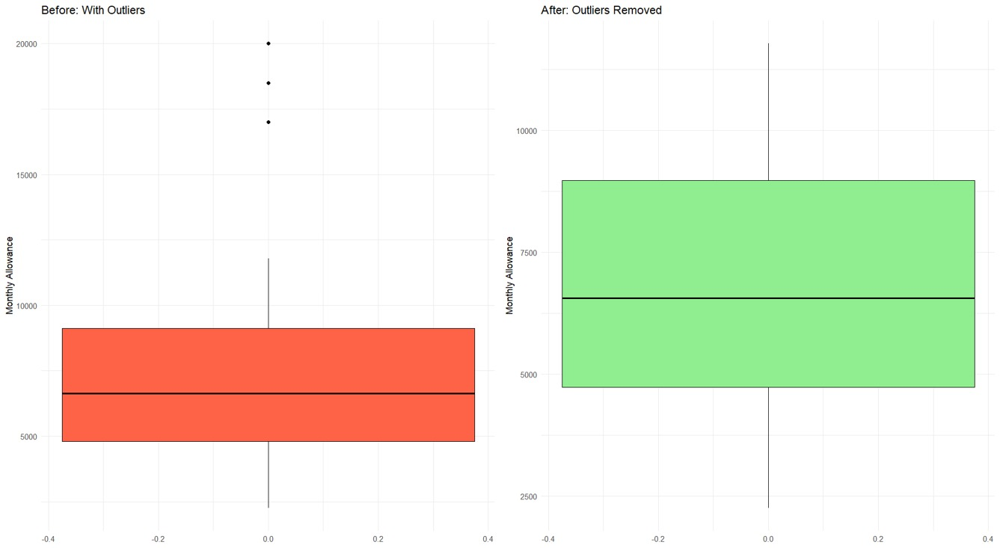 Before: With Outliers
Monthly Allowance
20000
15000
10000
5000
-0.4 -0.2 0.0 0.2 0.4
After: Outliers Removed
Monthly Allowance
10000
7500
5000
2500
-0.4 -0.2 0.0 0.2 0.4